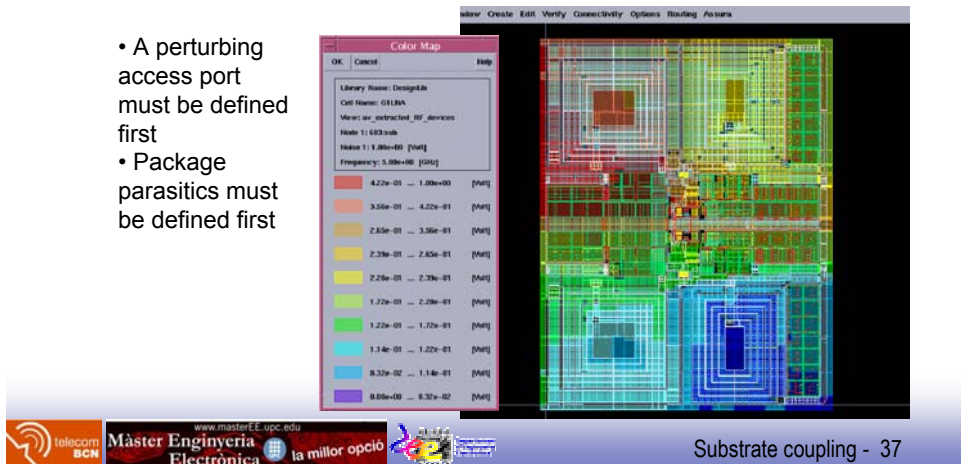 • A perturbing
access port
must be defined
first
• Package
parasitics must
be defined first
Create Edit Verify Connectivity Options Routing Assura
Color Map
OK Cancel Help
Library Name: DesignLib
Cell Name: G1LNA
View: av_extracted_RF_devices
Node 1: 603:sub
Noise 1: 1.00e+00 [Volt]
Frequency: 5.00e+00 [GHz]
4.22e-01 ... 1.00e+00 [Volt]
3.56e-01 ... 4.22e-01 [Volt]
2.65e-01 ... 3.56e-01 [Volt]
2.39e-01 ... 2.65e-01 [Volt]
2.28e-01 ... 2.39e-01 [Volt]
1.72e-01 ... 2.28e-01 [Volt]
1.22e-01 ... 1.72e-01 [Volt]
1.14e-01 ... 1.22e-01 [Volt]
8.32e-02 ... 1.14e-01 [Volt]
0.00e+00 ... 8.32e-02 [Volt]
telecom
BCN
www.masterEE.upc.edu
Màster Enginyeria
Electrònica
la millor opció
Substrate coupling - 37